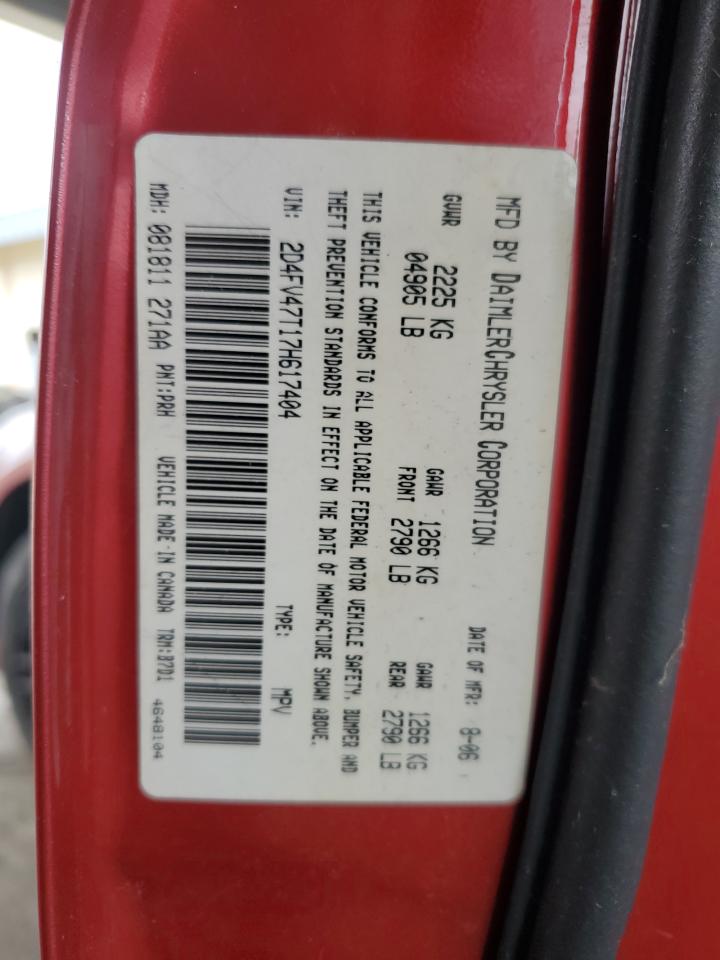 MFD BY DAIMLERCHRYSLER CORPORATION
DATE OF MFR: 8-06
GVWR 2225 KG
04905 LB
GAWR 1266 KG
FRONT 2790 LB
GAWR 1266 KG
REAR 2790 LB
THIS VEHICLE CONFORMS TO ALL APPLICABLE FEDERAL MOTOR VEHICLE SAFETY, BUMPER AND
THEFT PREVENTION STANDARDS IN EFFECT ON THE DATE OF MANUFACTURE SHOWN ABOVE.
VIN: 2D4FV47T17H617404
TYPE: MPV
MDH: 081811 271AA PNT:PRH VEHICLE MADE-IN CANADA TRM:B7D1
4648104